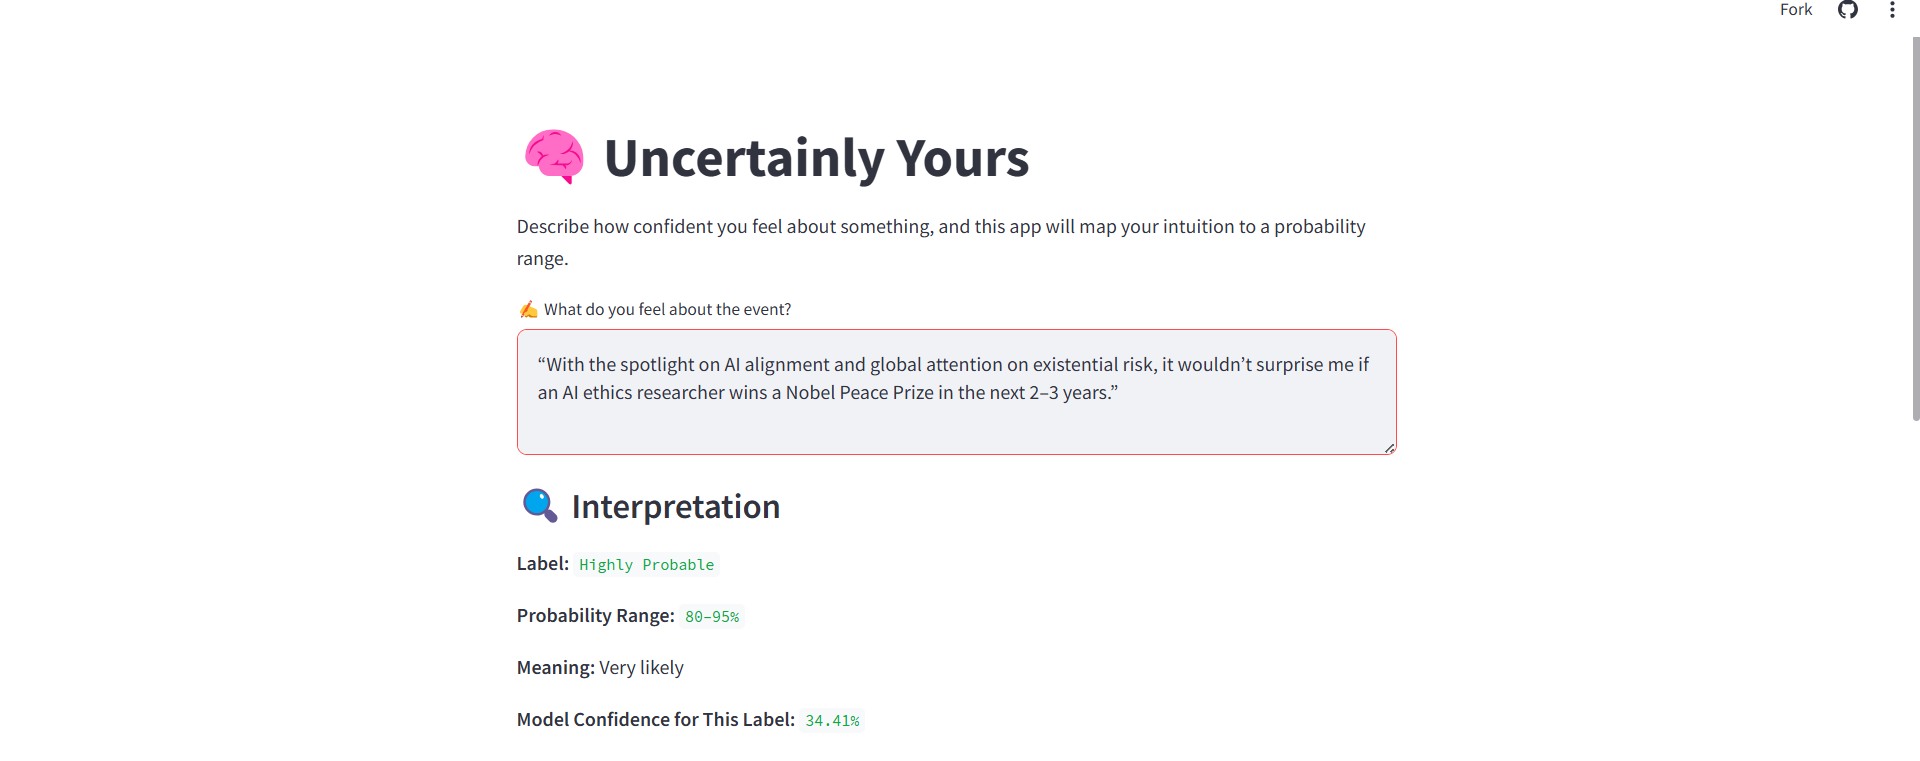 Fork
Uncertainly Yours
Describe how confident you feel about something, and this app will map your intuition to a probability
range.
✍️ What do you feel about the event?
“With the spotlight on AI alignment and global attention on existential risk, it wouldn’t surprise me if
an AI ethics researcher wins a Nobel Peace Prize in the next 2–3 years.”
Interpretation
Label: Highly Probable
Probability Range: 80–95%
Meaning: Very likely
Model Confidence for This Label: 34.41%